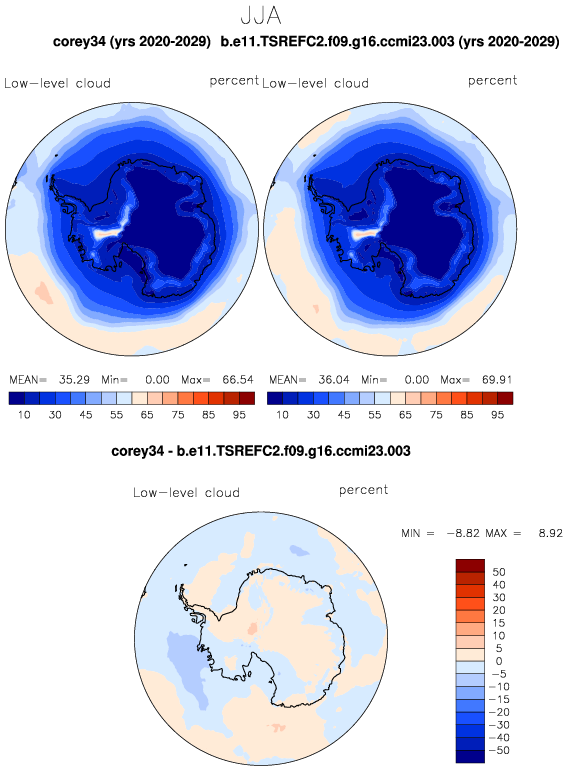 JJA
corey34 (yrs 2020-2029) b.e11.TSREFC2.f09.g16.ccmi23.003 (yrs 2020-2029)
Low-level cloud percent Low-level cloud percent
MEAN= 35.29 Min= 0.00 Max= 66.54 MEAN= 36.04 Min= 0.00 Max= 69.91
10 30 45 55 65 75 85 95 10 30 45 55 65 75 85 95
corey34 - b.e11.TSREFC2.f09.g16.ccmi23.003
Low-level cloud percent
MIN = -8.82 MAX = 8.92
50
40
30
20
15
10
5
0
-5
-10
-15
-20
-30
-40
-50